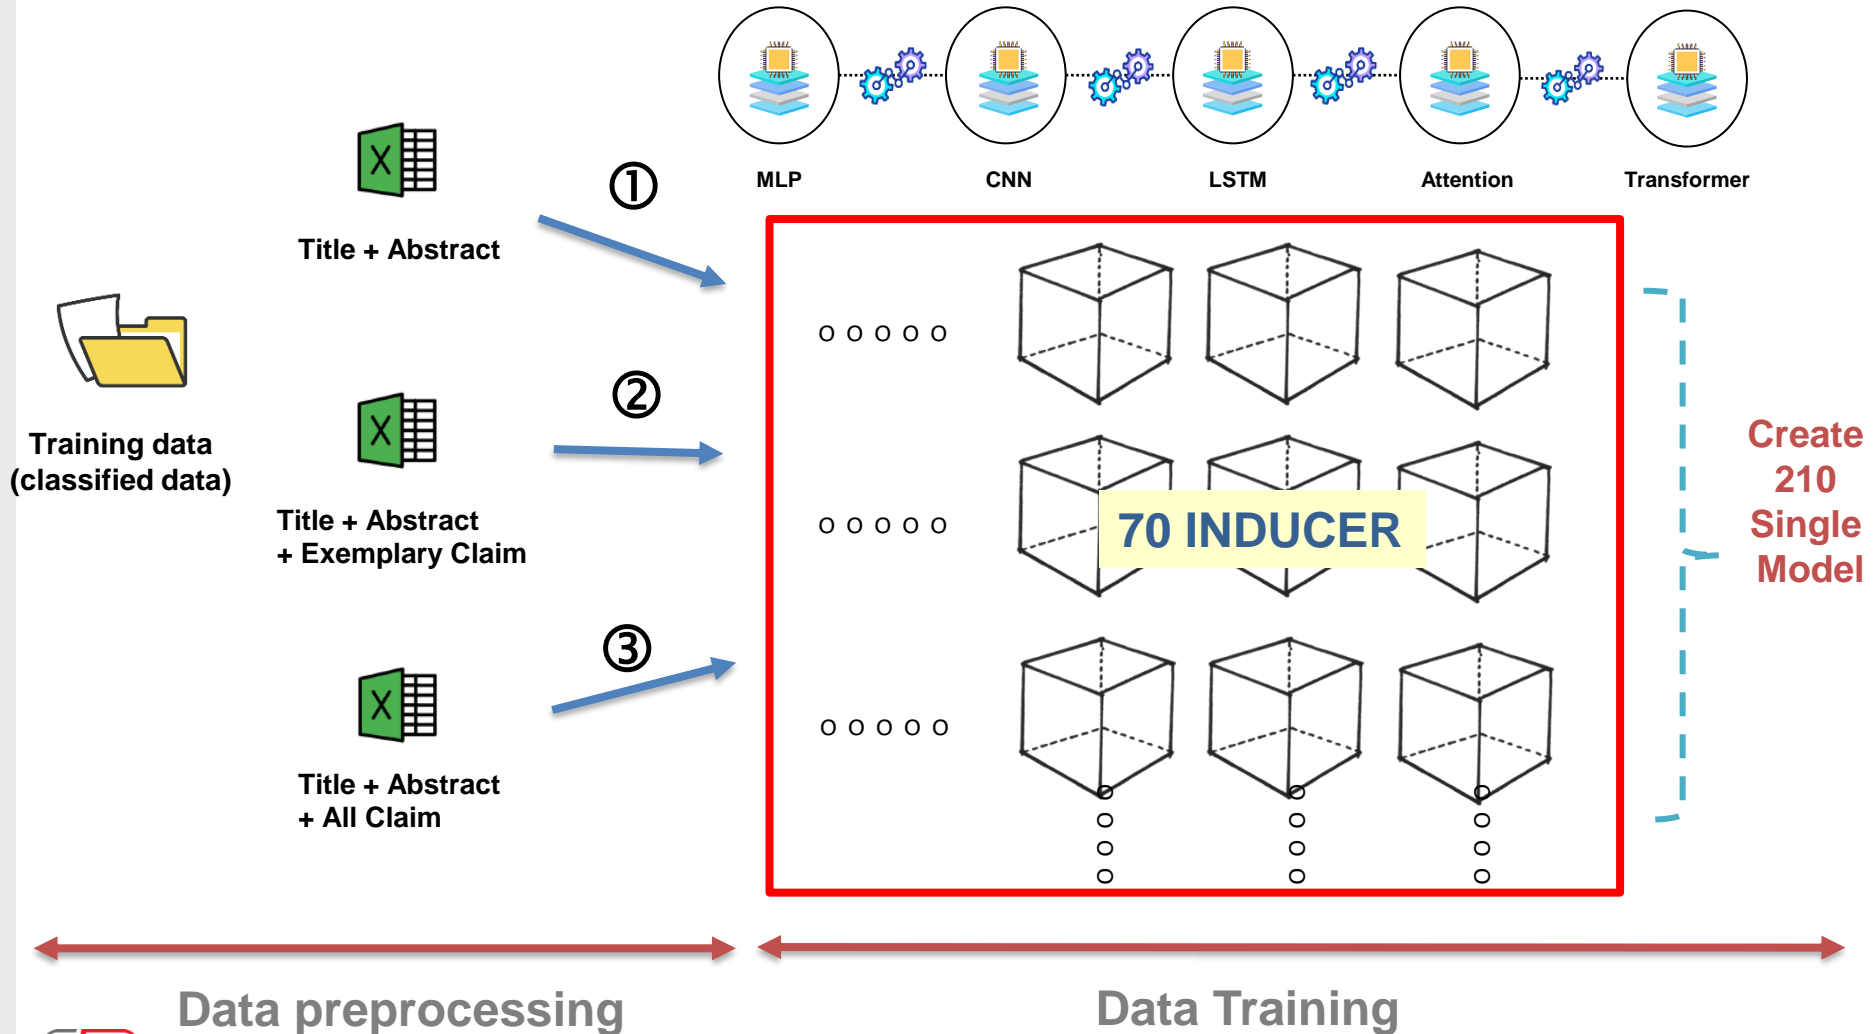 MLP
CNN
LSTM
Attention
Transformer
①
Title + Abstract
Training data
(classified data)
②
Title + Abstract
+ Exemplary Claim
③
Title + Abstract
+ All Claim
o o o o o
o o o o o
70 INDUCER
o o o o o
o o o
o o o
o o o
o o o
Create
210
Single
Model
Data preprocessing
Data Training